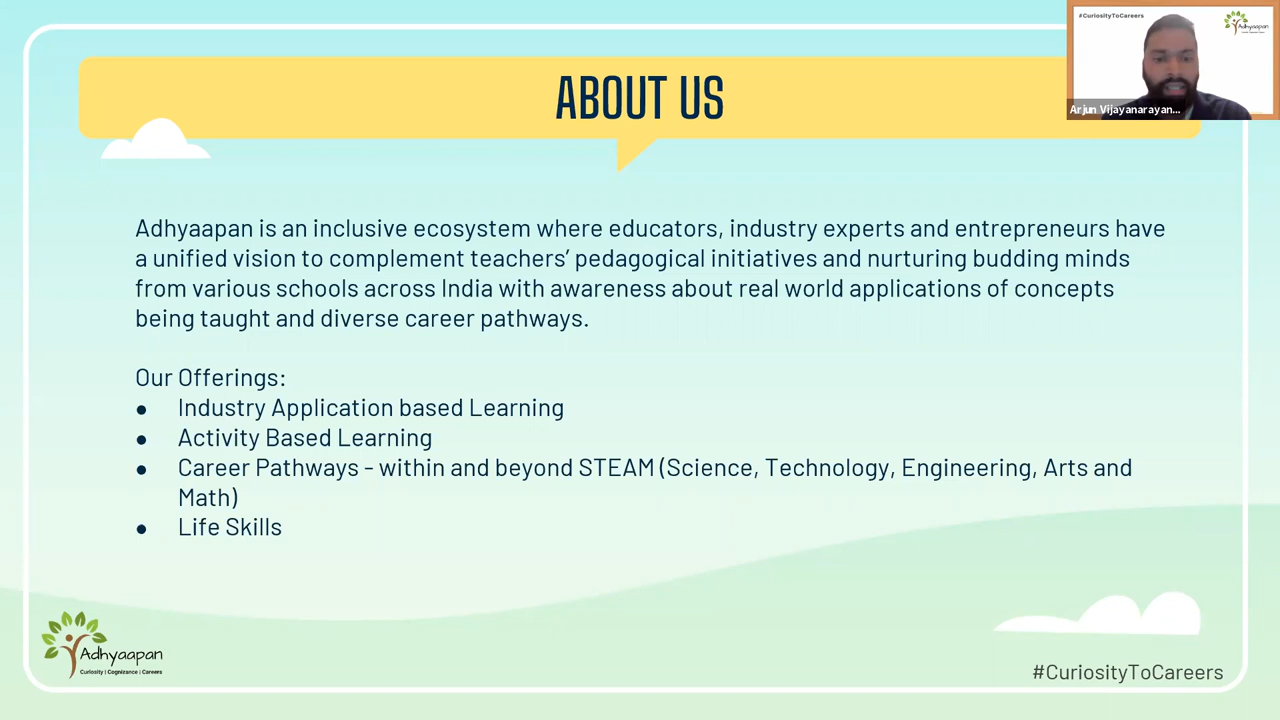 ABOUT US
#CuriosityToCareers
Adhyaapan
Arjun Vijayanarayan...
Adhyaapan is an inclusive ecosystem where educators, industry experts and entrepreneurs have
a unified vision to complement teachers' pedagogical initiatives and nurturing budding minds
from various schools across India with awareness about real world applications of concepts
being taught and diverse career pathways.
Our Offerings:
● Industry Application based Learning
● Activity Based Learning
● Career Pathways - within and beyond STEAM (Science, Technology, Engineering, Arts and
Math)
● Life Skills
Adhyaapan
Curiosity | Cognizance | Careers
#CuriosityToCareers